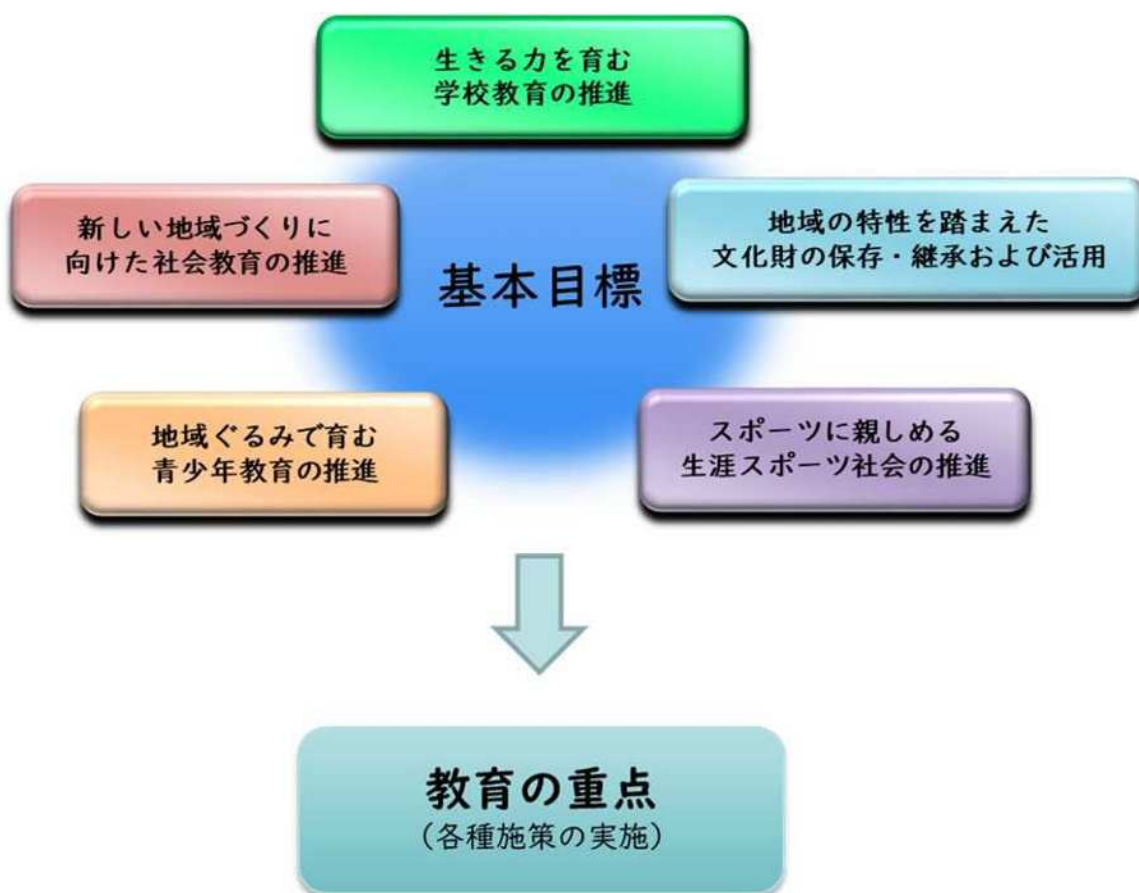 生きる力を育む
学校教育の推進
新しい地域づくりに
向けた社会教育の推進
地域の特性を踏まえた
文化財の保存・継承および活用
基本目標
地域ぐるみで育む
青少年教育の推進
スポーツに親しめる
生涯スポーツ社会の推進
教育の重点
（各種施策の実施）